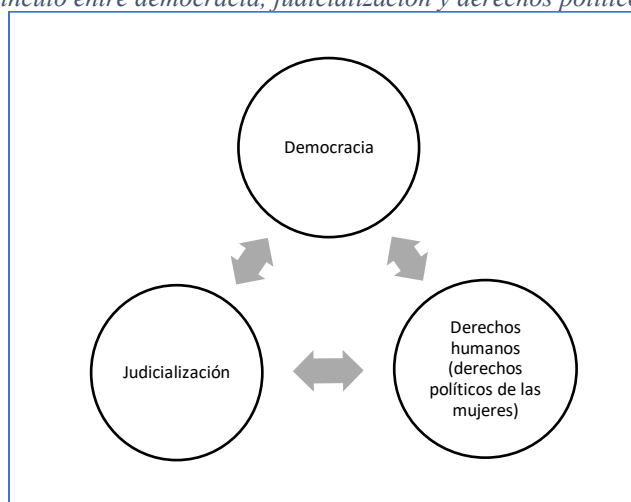 entre democracia, judicialización y derechos
Democracia
Judicialización
Derechos
humanos
(derechos
políticos de las
mujeres)